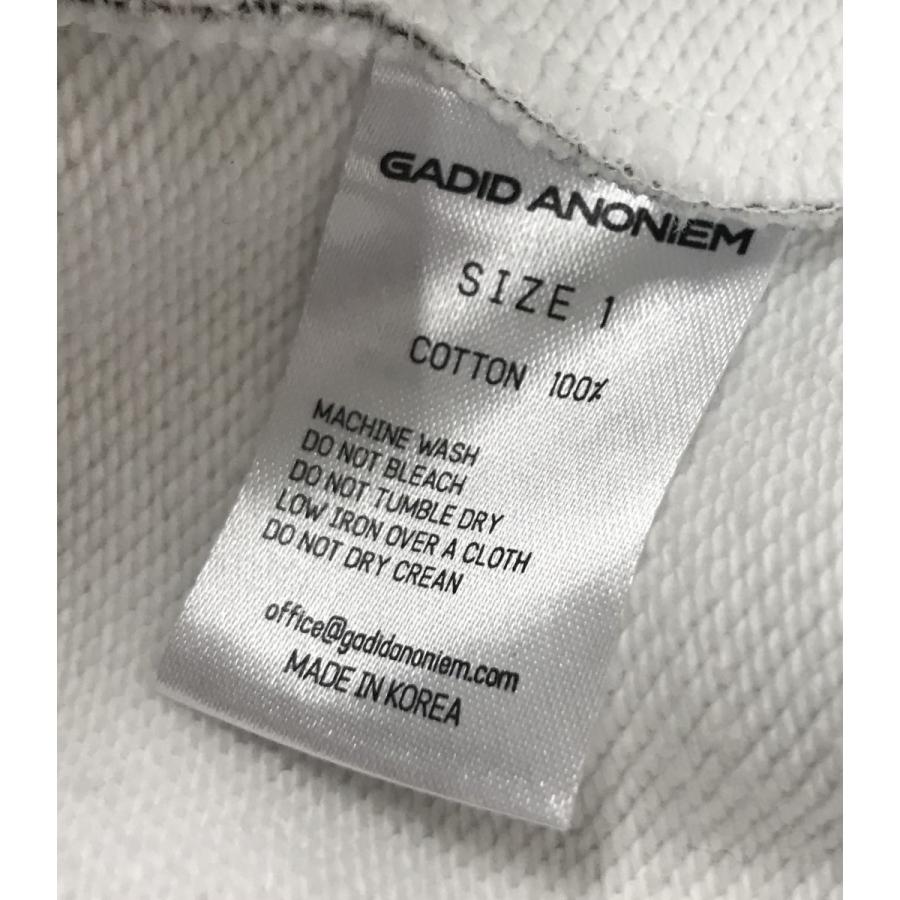 GADID ANONIEM
SIZE 1
COTTON 100%
MACHINE WASH
DO NOT BLEACH
DO NOT TUMBLE DRY
LOW IRON OVER A CLOTH
DO NOT DRY CREAN
office@gadidanoniem.com
MADE IN KOREA